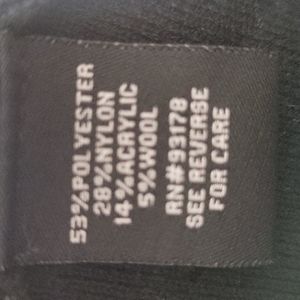 53%POLYESTER
28%NYLON
14%ACRYLIC
5%WOOL
RN#93178
SEE REVERSE
FOR CARE